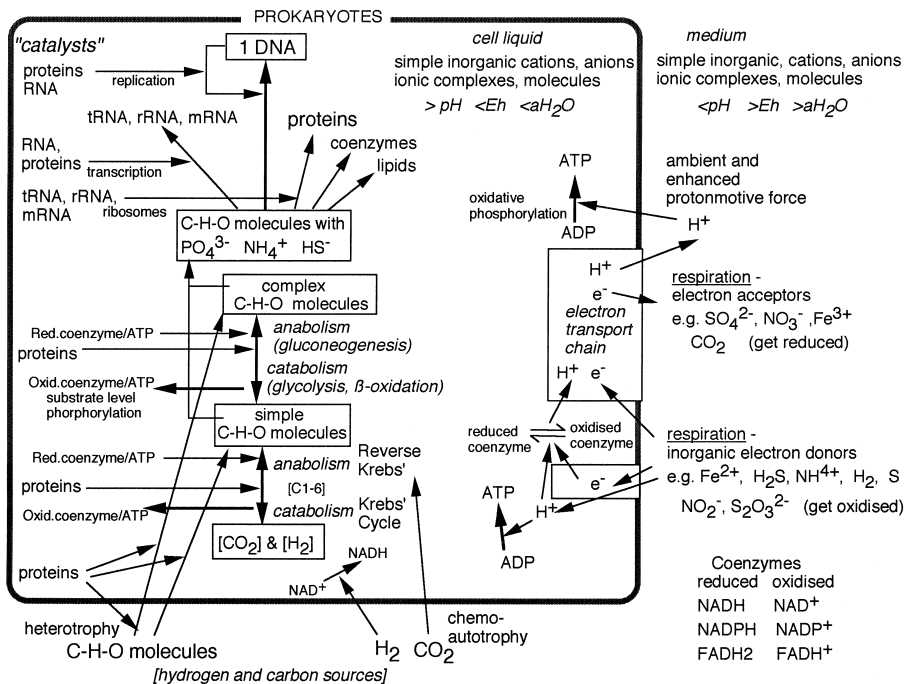 PROKARYOTES
"catalysts"
proteins
RNA
replication
1 DNA
tRNA, rRNA, mRNA
RNA,
proteins
transcription
tRNA, rRNA,
mRNA
ribosomes
proteins
coenzymes
lipids
C-H-O molecules with
PO₄³⁻ NH₄⁺ HS⁻
complex
C-H-O molecules
Red.coenzyme/ATP
proteins
anabolism
(gluconeogenesis)
catabolism
(glycolysis, ß-oxidation)
Oxid.coenzyme/ATP
substrate level
phorphorylation
simple
C-H-O molecules
Red.coenzyme/ATP
proteins
Oxid.coenzyme/ATP
anabolism
[C1-6]
catabolism
Reverse
Krebs'
Krebs'
Cycle
[CO₂] & [H₂]
proteins
NAD⁺
NADH
heterotrophy
C-H-O molecules
H₂
CO₂
chemo-
autotrophy
[hydrogen and carbon sources]
cell liquid
simple inorganic cations, anions
ionic complexes, molecules
> pH <Eh <aH₂O
medium
simple inorganic, cations, anions
ionic complexes, molecules
<pH >Eh >aH₂O
ATP
oxidative
phosphorylation
ADP
ambient and
enhanced
protonmotive force
H⁺
H⁺
e⁻
electron
transport
chain
H⁺ e⁻
respiration -
electron acceptors
e.g. SO₄²⁻, NO₃⁻ ,Fe³⁺
CO₂ (get reduced)
reduced
coenzyme
oxidised
coenzyme
e⁻
H⁺
ATP
ADP
respiration -
inorganic electron donors
e.g. Fe²⁺, H₂S, NH⁴⁺, H₂, S
NO₂⁻, S₂O₃²⁻ (get oxidised)
Coenzymes
reduced oxidised
NADH NAD⁺
NADPH NADP⁺
FADH2 FADH⁺